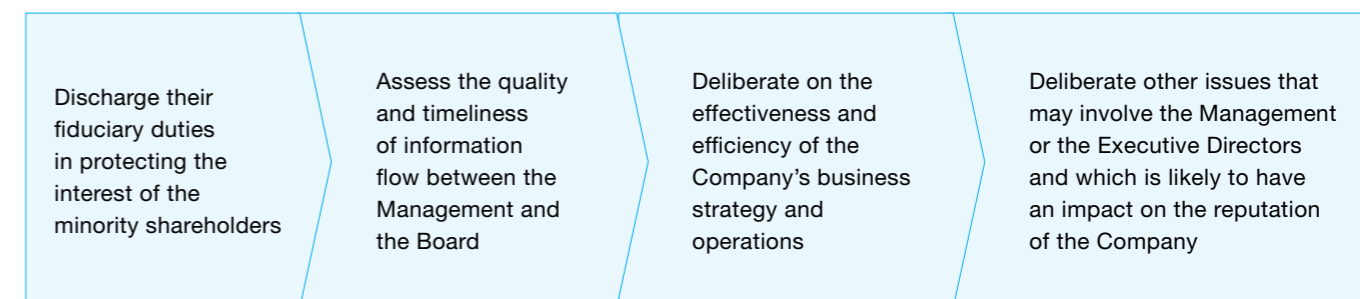 Discharge their
fiduciary duties
in protecting the
interest of the
minority shareholders
Assess the quality
and timeliness
of information
flow between the
Management and
the Board
Deliberate on the
effectiveness and
efficiency of the
Company’s business
strategy and
operations
Deliberate other issues that
may involve the Management
or the Executive Directors
and which is likely to have
an impact on the reputation
of the Company